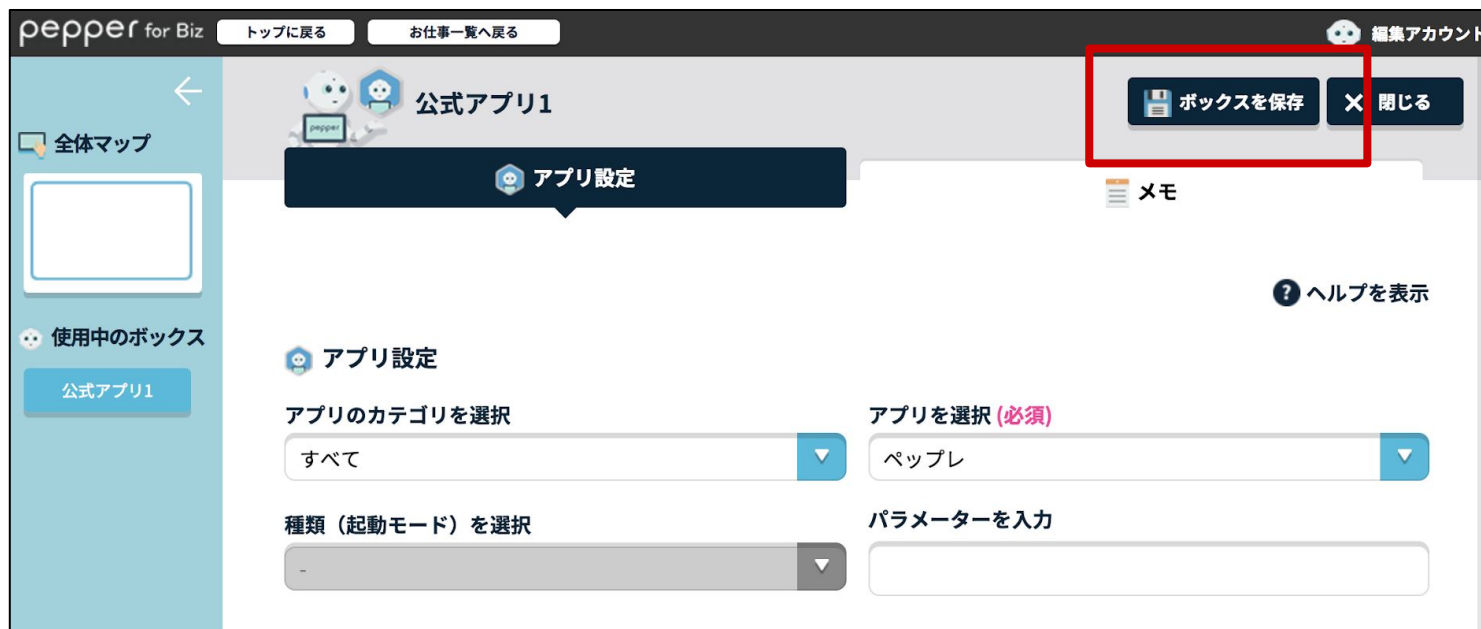 pepper for Biz トップに戻る お仕事一覧へ戻る 編集アカウント
公式アプリ1 ボックスを保存 × 閉じる
pepper
全体マップ
アプリ設定 メモ
? ヘルプを表示
使用中のボックス
公式アプリ1
アプリ設定
アプリのカテゴリを選択 アプリを選択 (必須)
すべて ペップレ
種類（起動モード）を選択 パラメーターを入力
-